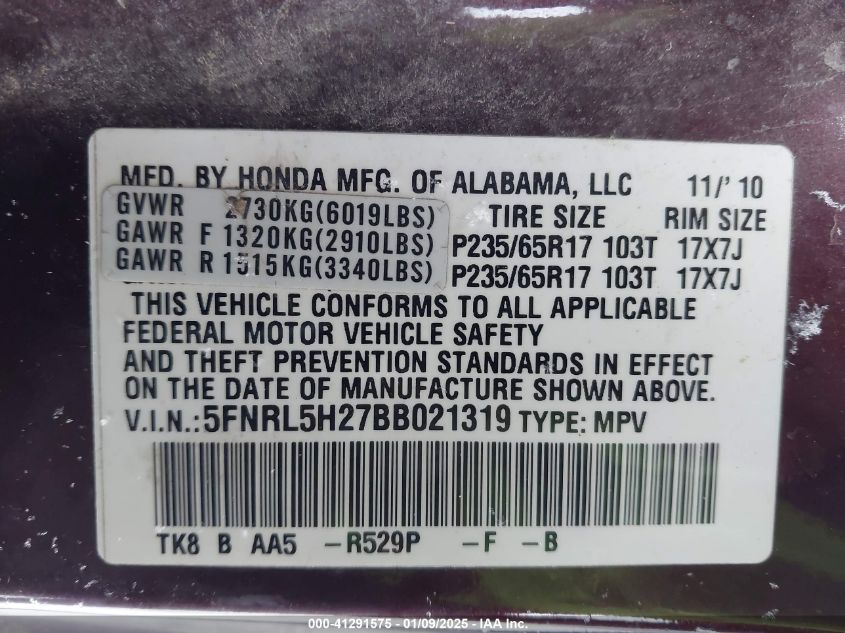 MFD. BY HONDA MFG. OF ALABAMA, LLC 11/' 10
GVWR 2730KG(6019LBS) TIRE SIZE RIM SIZE
GAWR F 1320KG(2910LBS) P235/65R17 103T 17X7J
GAWR R 1515KG(3340LBS) P235/65R17 103T 17X7J
THIS VEHICLE CONFORMS TO ALL APPLICABLE
FEDERAL MOTOR VEHICLE SAFETY
AND THEFT PREVENTION STANDARDS IN EFFECT
ON THE DATE OF MANUFACTURE SHOWN ABOVE.
V.I.N.: 5FNRL5H27BB021319 TYPE: MPV
TK8 B AA5 -R529P -F -B
000-41291575 - 01/09/2025 - IAA Inc.